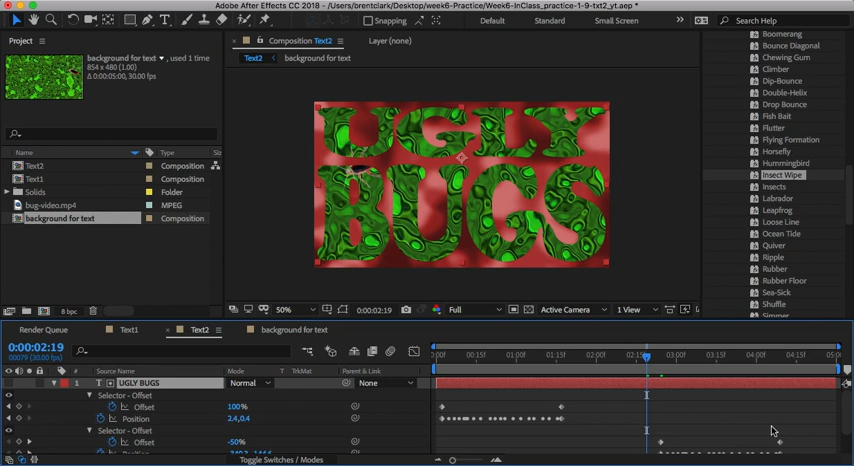 Adobe After Effects CC 2018 - /Users/brentclark/Desktop/week6-Practice/Week6-InClass_practice-1-9-txt2_yt.aep *
Snapping
Default
Standard
Small Screen
Search Help
Project
background for text, used 1 time
854 x 480 (1.00)
Δ 0:00:05:00, 30.00 fps
Name
Type
Text2 Composition
Text1 Composition
Solids Folder
bug-video.mp4 MPEG
background for text Composition
8 bpc
Composition Text2
Layer (none)
Text2
background for text
UGLY
BUGS
50%
0:00:02:19
Full
Active Camera
1 View
Boomerang
Bounce Diagonal
Chewing Gum
Climber
Dip-Bounce
Double-Helix
Drop Bounce
Fish Bait
Flutter
Flying Formation
Horsefly
Hummingbird
Insect Wipe
Insects
Labrador
Leapfrog
Loose Line
Ocean Tide
Quiver
Ripple
Rubber
Rubber Floor
Sea-Sick
Shuffle
Render Queue
Text1
Text2
background for text
0:00:02:19
00079 (30.00 fps)
00:15f 01:00f 01:15f 02:00f 03:00f 03:15f 04:00f 04:15f
# Source Name Mode T TrkMat Parent & Link
1 T UGLY BUGS Normal None
Selector - Offset
Offset 100%
Position 2.4,0.4
Selector - Offset
Offset -50%
Toggle Switches / Modes